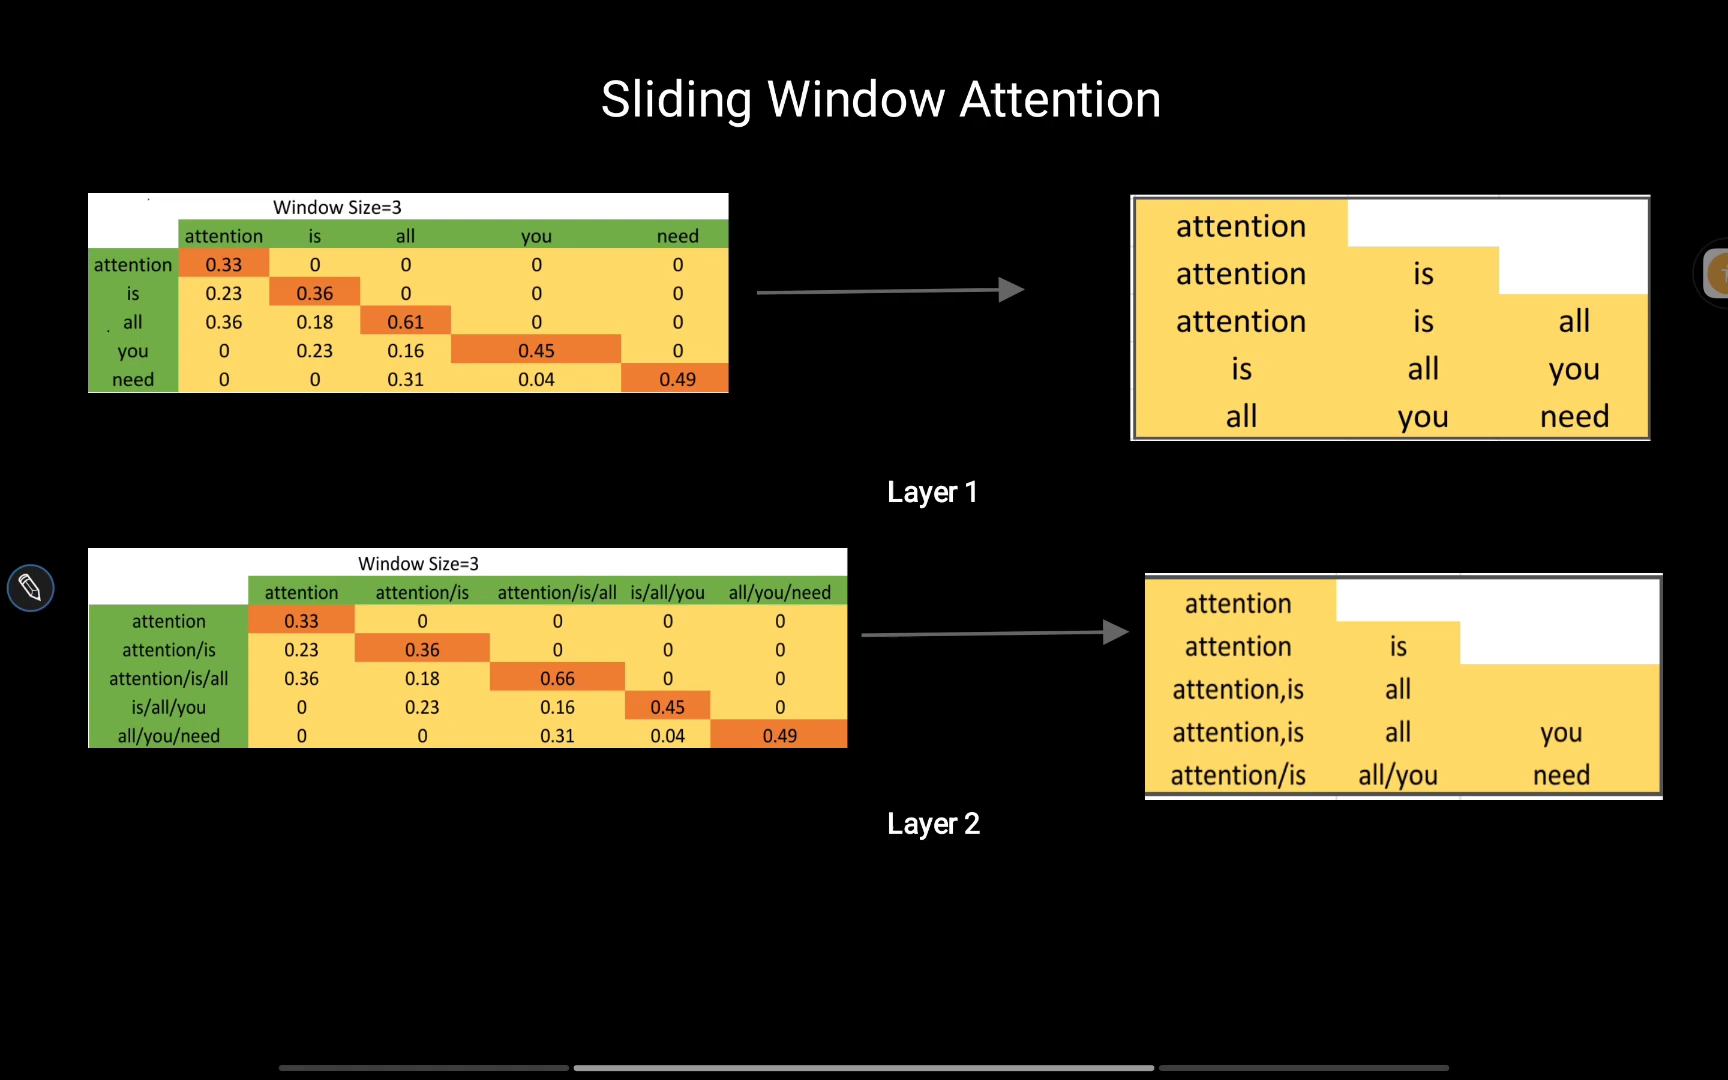 Sliding Window Attention
Window Size=3
attention is all you need
attention 0.33 0 0 0 0
is 0.23 0.36 0 0 0
all 0.36 0.18 0.61 0 0
you 0 0.23 0.16 0.45 0
need 0 0 0.31 0.04 0.49
attention
attention is
attention is all
is all you
all you need
Layer 1
Window Size=3
attention attention/is attention/is/all is/all/you all/you/need
attention 0.33 0 0 0 0
attention/is 0.23 0.36 0 0 0
attention/is/all 0.36 0.18 0.66 0 0
is/all/you 0 0.23 0.16 0.45 0
all/you/need 0 0 0.31 0.04 0.49
attention
attention is
attention,is all
attention,is all you
attention/is all/you need
Layer 2